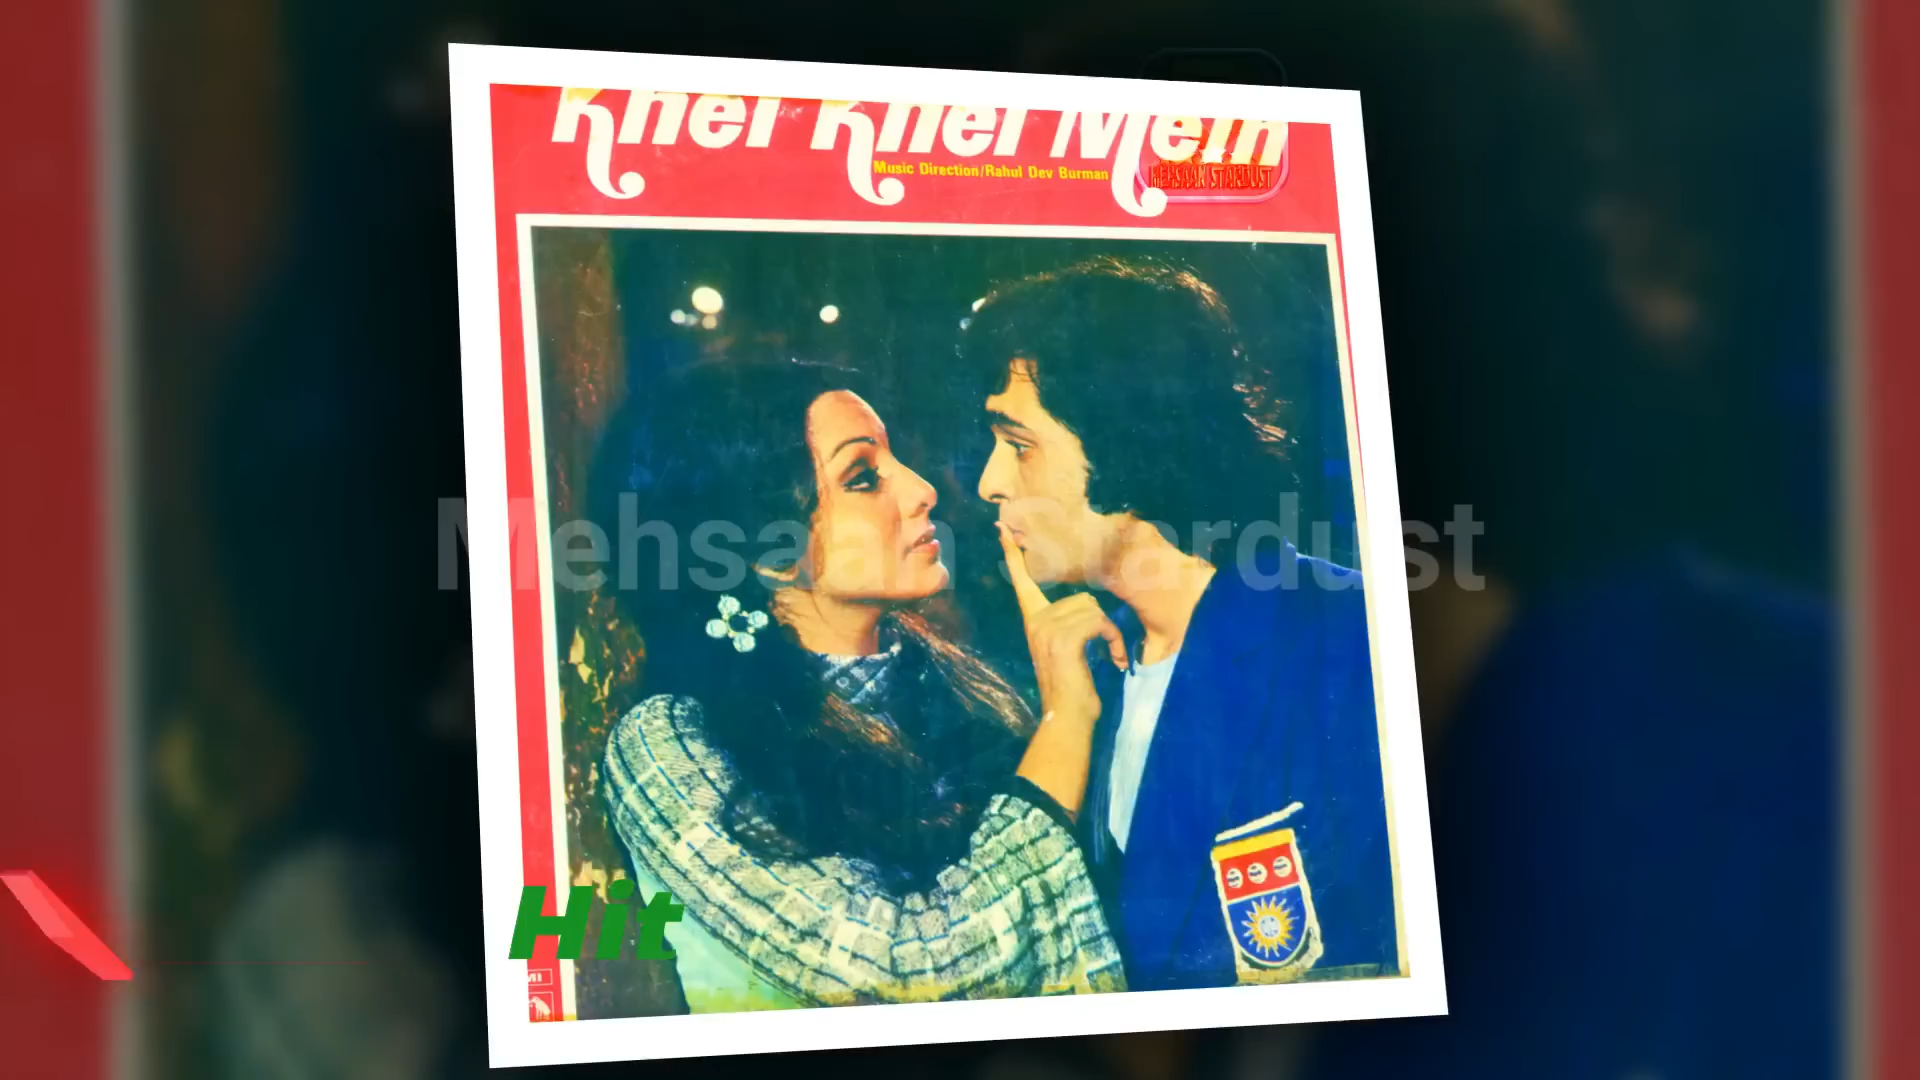 Khel Khel Mein
Music Direction/Rahul Dev Burman
MEHSAAN STARDUST
Mehsaan Stardust
Hit